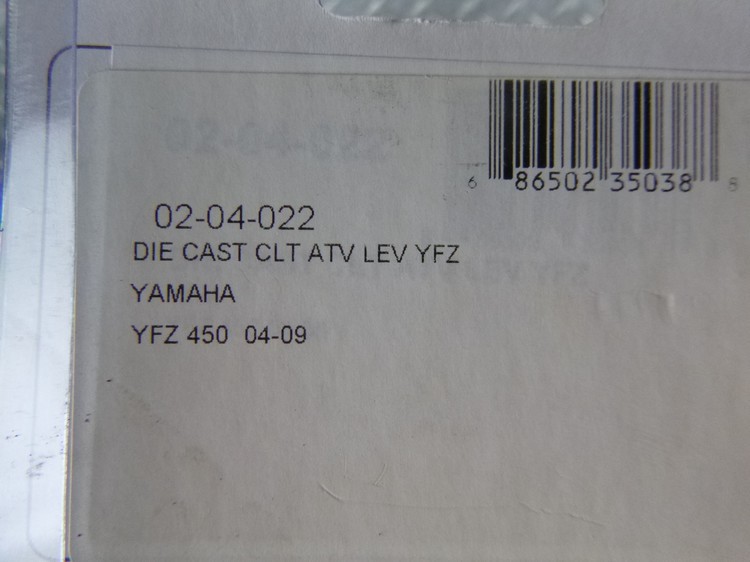 6 86502 35038 8
02-04-022
DIE CAST CLT ATV LEV YFZ
YAMAHA
YFZ 450 04-09